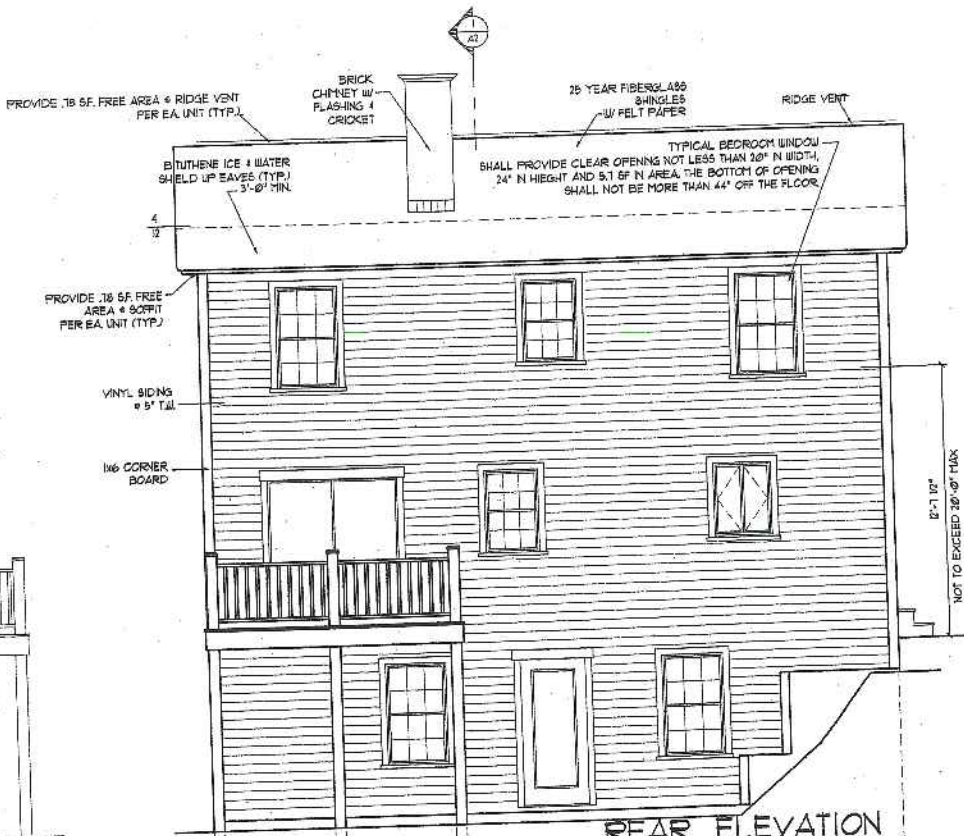 A2
PROVIDE .78 S.F. FREE AREA @ RIDGE VENT
PER EA. UNIT (TYP.)
BRICK
CHIMNEY W/
FLASHING &
CRICKET
25 YEAR FIBERGLASS
SHINGLES
W/ FELT PAPER
RIDGE VENT
BITUTHENE ICE & WATER
SHIELD UP EAVES (TYP.)
3'-0" MIN.
TYPICAL BEDROOM WINDOW
SHALL PROVIDE CLEAR OPENING NOT LESS THAN 20" IN WIDTH,
24" IN HIEGHT AND 5.7 SF IN AREA. THE BOTTOM OF OPENING
SHALL NOT BE MORE THAN 44" OFF THE FLOOR
4
12
PROVIDE .78 S.F. FREE
AREA @ SOFFIT
PER EA. UNIT (TYP.)
VINYL SIDING
@ 5" T.W.
1X6 CORNER
BOARD
12'-7 1/2"
NOT TO EXCEED 20'-0" MAX
REAR ELEVATION